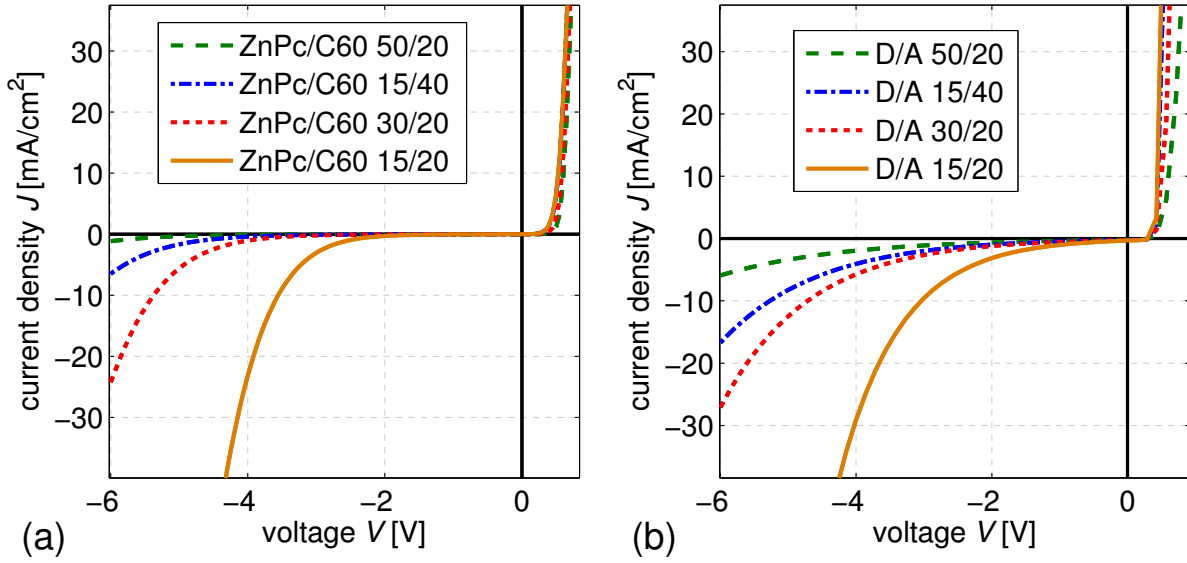 30
20
10
0
−10
−20
−30
−6
−4
−2
0
current density J [mA/cm²]
voltage V [V]
ZnPc/C60 50/20
ZnPc/C60 15/40
ZnPc/C60 30/20
ZnPc/C60 15/20
(a)
30
20
10
0
−10
−20
−30
−6
−4
−2
0
current density J [mA/cm²]
voltage V [V]
D/A 50/20
D/A 15/40
D/A 30/20
D/A 15/20
(b)